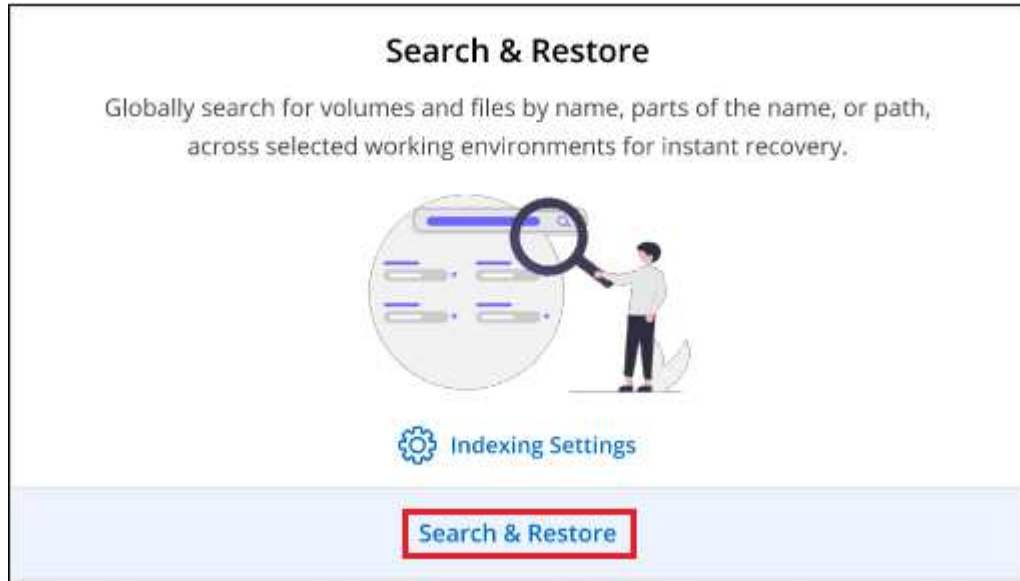 Search & Restore
Globally search for volumes and files by name, parts of the name, or path,
across selected working environments for instant recovery.
Indexing Settings
Search & Restore